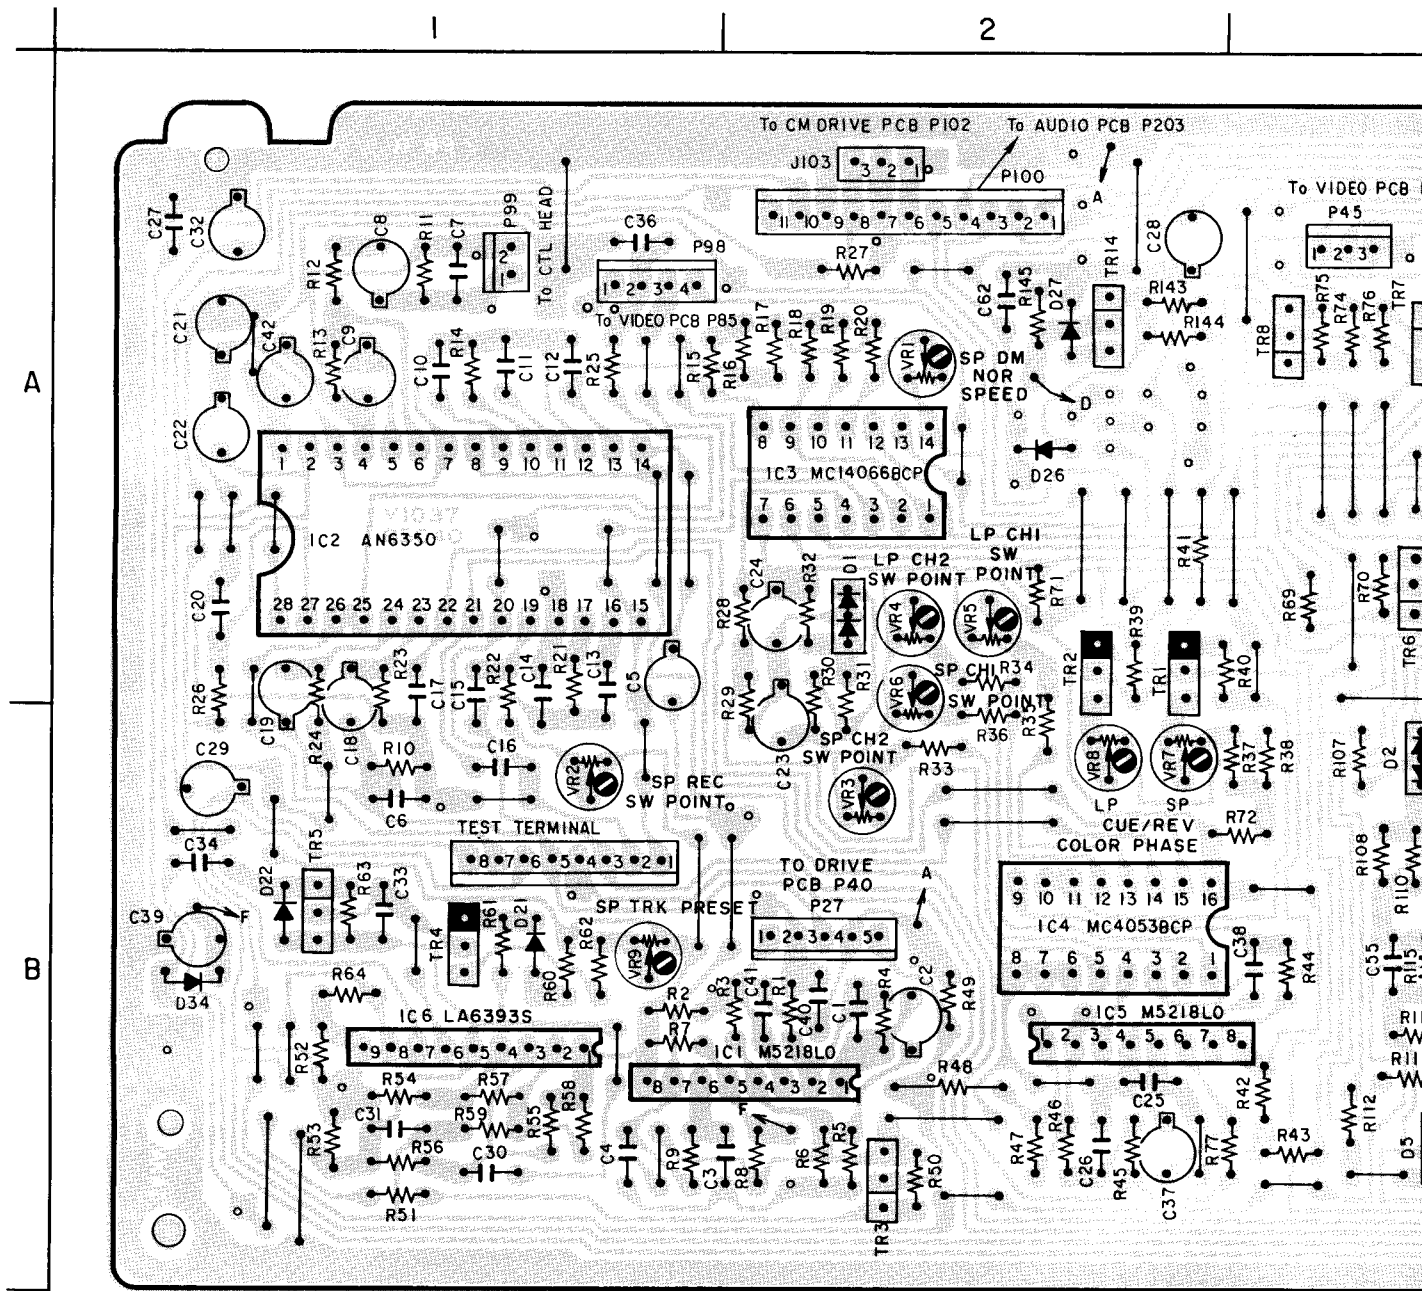 1
2
To CM DRIVE PCB P102
To AUDIO PCB P203
J103
3 2 1
P100
A
To VIDEO PCB
C27
C32
C8
R11
C7
P99
2
1
To CTL HEAD
C36
P98
1 2 3 4
To VIDEO PCB P85
11 10 9 8 7 6 5 4 3 2 1
R27
TR14
C28
P45
1 2 3
R12
C62
R145
D27
R143
R144
TR8
R75
R74
R76
TR7
C21
C42
R13
C9
C10
R14
C11
C12
R25
R15
R16
R17
R18
R19
R20
VR1
SP DM
NOR
SPEED
D
A
C22
1 2 3 4 5 6 7 8 9 10 11 12 13 14
8 9 10 11 12 13 14
IC3 MC14066BCP
7 6 5 4 3 2 1
D26
IC2 AN6350
LP CH1
SW
POINT
LP CH2
SW POINT
R41
C20
28 27 26 25 24 23 22 21 20 19 18 17 16 15
R28
C24
R32
D1
VR4
VR5
R71
R39
R69
R70
TR6
R26
C19
R24
C18
R23
C17
C15
R22
C14
R21
C13
C5
R29
C23
R30
R31
VR6
SP CH1
SW POINT
R34
R36
TR2
TR1
R40
C29
R10
C16
VR2
SP REC
SW POINT
SP CH2
SW POINT
R33
VR3
VR8
VR7
LP
SP
CUE/REV
COLOR PHASE
R37
R38
R107
D2
C6
R72
C34
TR5
TEST TERMINAL
8 7 6 5 4 3 2 1
TO DRIVE
PCB P40
P27
1 2 3 4 5
A
R108
R110
D22
R63
C33
C39
F
TR4
R61
D21
R62
R60
SP TRK PRESET
VR9
9 10 11 12 13 14 15 16
IC4 MC4053BCP
8 7 6 5 4 3 2 1
C38
R44
C55
R115
B
D34
R64
R2
R7
R3
C41
R1
C40
C1
R4
C2
R49
IC6 LA6393S
9 8 7 6 5 4 3 2 1
IC1 M5218LO
8 7 6 5 4 3 2 1
IC5 M5218LO
1 2 3 4 5 6 7 8
R52
R48
R54
R57
C25
R42
R53
C31
R59
R55
R58
F
R56
C30
R51
C4
R9
C3
R8
R6
R5
TR3
R50
R47
R46
C26
R45
C37
R77
R43
R112
D5